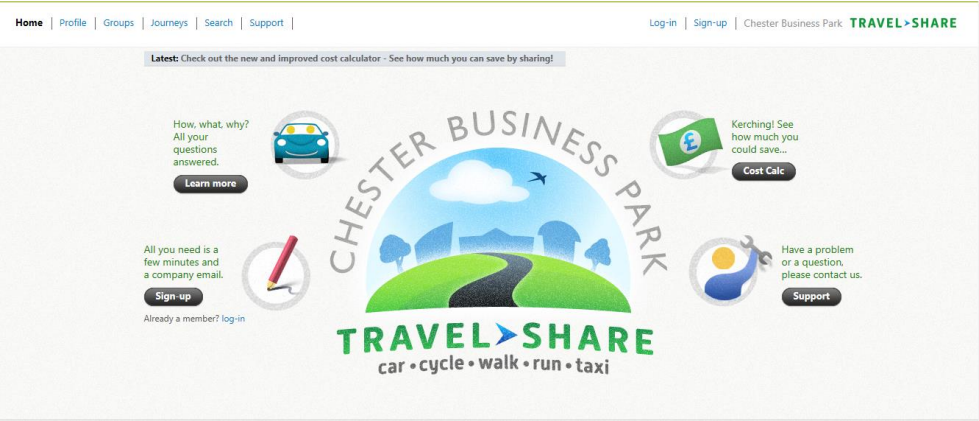 Home | Profile | Groups | Journeys | Search | Support |
Log-in | Sign-up | Chester Business Park TRAVEL➤SHARE
Latest: Check out the new and improved cost calculator - See how much you can save by sharing!
How, what, why?
All your
questions
answered.
Learn more
All you need is a
few minutes and
a company email.
Sign-up
Already a member? log-in
CHESTER BUSINESS PARK
TRAVEL➤SHARE
car • cycle • walk • run • taxi
£
Kerching! See
how much you
could save...
Cost Calc
Have a problem
or a question,
please contact us.
Support